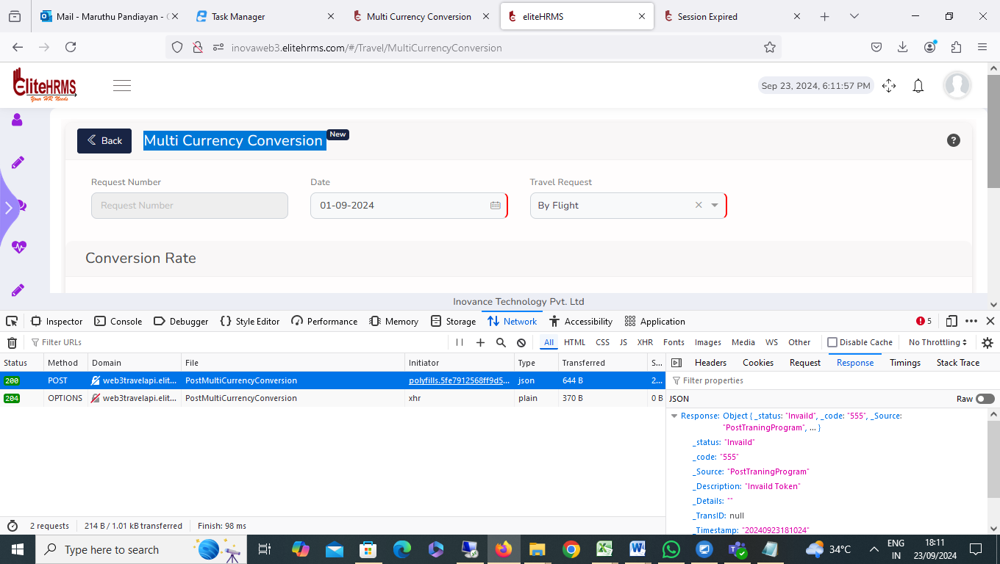 Mail - Maruthu Pandiayan - 
Task Manager
Multi Currency Conversion
eliteHRMS
Session Expired
inovaweb3.elitehrms.com/#/Travel/MultiCurrencyConversion
EliteHRMS
Your HR Needs
Sep 23, 2024, 6:11:57 PM
Back
Multi Currency Conversion
New
?
Request Number
Date
Travel Request
Request Number
01-09-2024
By Flight
Conversion Rate
Inovance Technology Pvt. Ltd
Inspector
Console
Debugger
Style Editor
Performance
Memory
Storage
Network
Accessibility
Application
5
Filter URLs
All
HTML
CSS
JS
XHR
Fonts
Images
Media
WS
Other
Disable Cache
No Throttling
Status
Method
Domain
File
Initiator
Type
Transferred
S...
Headers
Cookies
Request
Response
Timings
Stack Trace
200
POST
web3travelapi.elit...
PostMultiCurrencyConversion
polyfills.5fe7912568ff9d5...
json
644 B
2...
204
OPTIONS
web3travelapi.elit...
PostMultiCurrencyConversion
xhr
plain
370 B
0 B
Filter properties
JSON
Raw
Response: Object { _status: "Invaild", _code: "555", _Source:
"PostTraningProgram", ... }
_status: "Invaild"
_code: "555"
_Source: "PostTraningProgram"
_Description: "Invaild Token"
_Details: ""
_TransID: null
_Timestamp: "20240923181024"
2 requests
214 B / 1.01 kB transferred
Finish: 98 ms
Type here to search
34°C
ENG
IN
18:11
23/09/2024